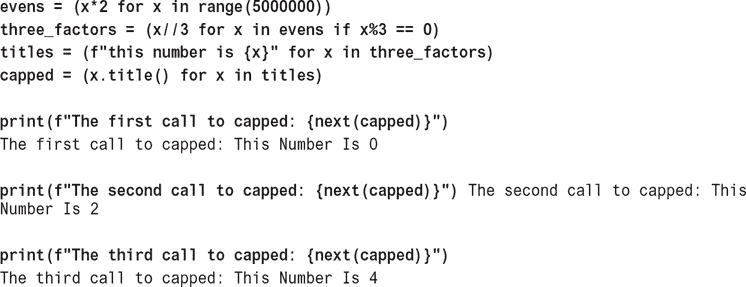 evens = (x*2 for x in range(5000000))
three_factors = (x//3 for x in evens if x%3 == 0)
titles = (f"this number is {x}" for x in three_factors)
capped = (x.title() for x in titles)
print(f"The first call to capped: {next(capped)}")
The first call to capped: This Number Is 0
print(f"The second call to capped: {next(capped)}") The second call to capped: This
Number Is 2
print(f"The third call to capped: {next(capped)}")
The third call to capped: This Number Is 4